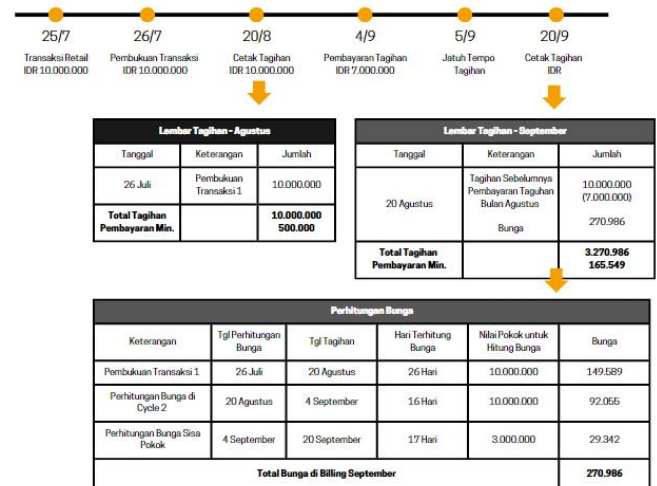 25/7 26/7 20/8 4/9 5/9 20/9
Transaksi Retail Pembukuan Transaksi Cetak Tagihan Pembayaran Tagihan Jatuh Tempo Cetak Tagihan
IDR 10.000.000 IDR 10.000.000 IDR 10.000.000 IDR 7.000.000 Tagihan IDR
Lembar Tagihan - Agustus
Tanggal Keterangan Jumlah
26 Juli Pembukuan Transaksi 1 10.000.000
Total Tagihan 10.000.000
Pembayaran Min. 500.000
Lembar Tagihan - September
Tanggal Keterangan Jumlah
20 Agustus
Tagihan Sebelumnya 10.000.000
Pembayaran Taguhan (7.000.000)
Bulan Agustus
Bunga 270.986
Total Tagihan 3.270.986
Pembayaran Min. 165.549
Perhitungan Bunga
Keterangan Tgl Perhitungan Bunga Tgl Tagihan Hari Terhitung Bunga Nilai Pokok untuk Hitung Bunga Bunga
Pembukuan Transaksi 1 26 Juli 20 Agustus 26 Hari 10.000.000 149.589
Perhitungan Bunga di Cycle 2 20 Agustus 4 September 16 Hari 10.000.000 92.055
Perhitungan Bunga Sisa Pokok 4 September 20 September 17 Hari 3.000.000 29.342
Total Bunga di Billing September 270.986